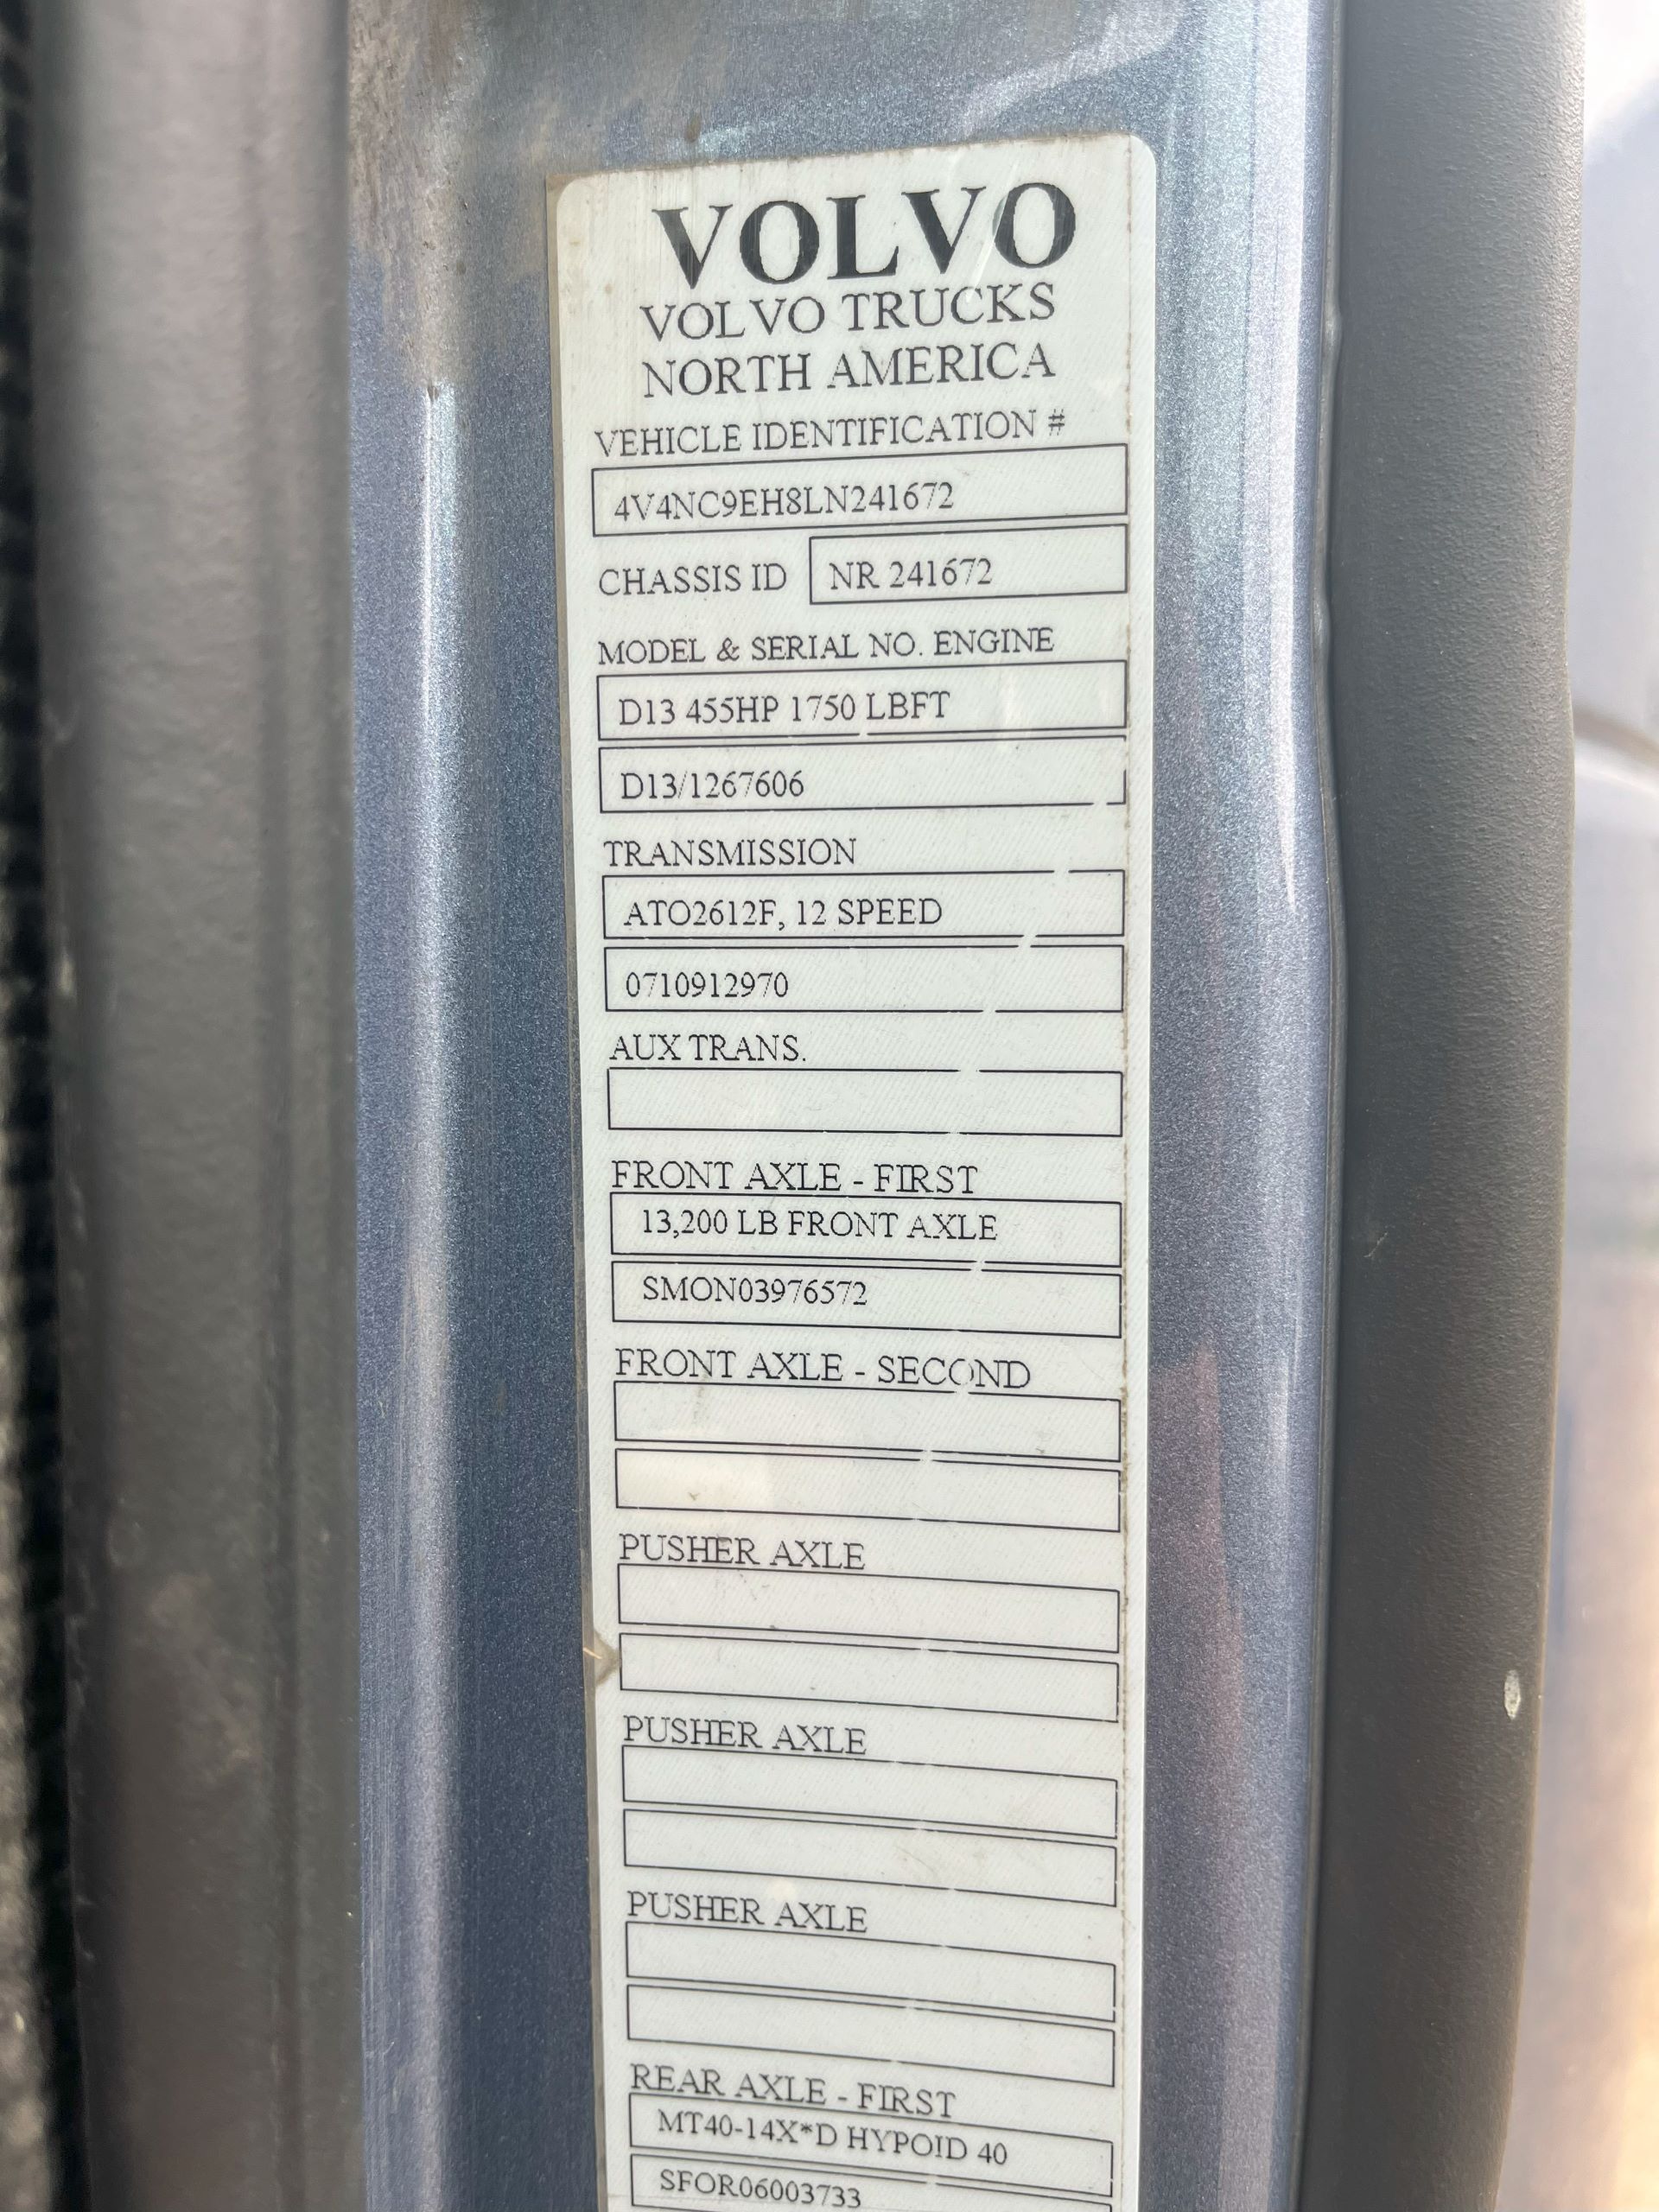 VOLVO
VOLVO TRUCKS
NORTH AMERICA
VEHICLE IDENTIFICATION #
4V4NC9EH8LN241672
CHASSIS ID NR 241672
MODEL & SERIAL NO. ENGINE
D13 455HP 1750 LBFT
D13/1267606
TRANSMISSION
ATO2612F, 12 SPEED
0710912970
AUX TRANS.
FRONT AXLE - FIRST
13,200 LB FRONT AXLE
SMON03976572
FRONT AXLE - SECOND
PUSHER AXLE
PUSHER AXLE
PUSHER AXLE
REAR AXLE - FIRST
MT40-14X*D HYPOID 40
SFOR06003733